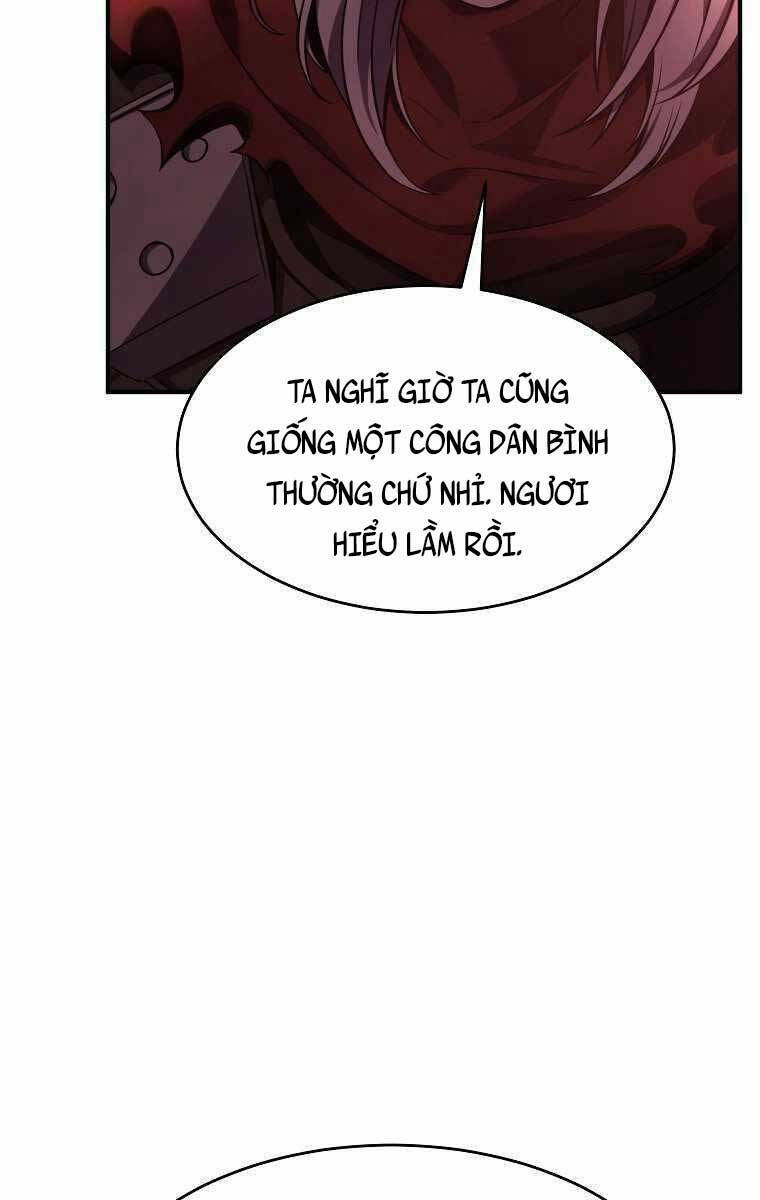 TA NGHĨ GIỜ TA CŨNG
GIỐNG MỘT CÔNG DÂN BÌNH
THƯỜNG CHỨ NHỈ. NGƯƠI
HIỂU LẦM RỒI.